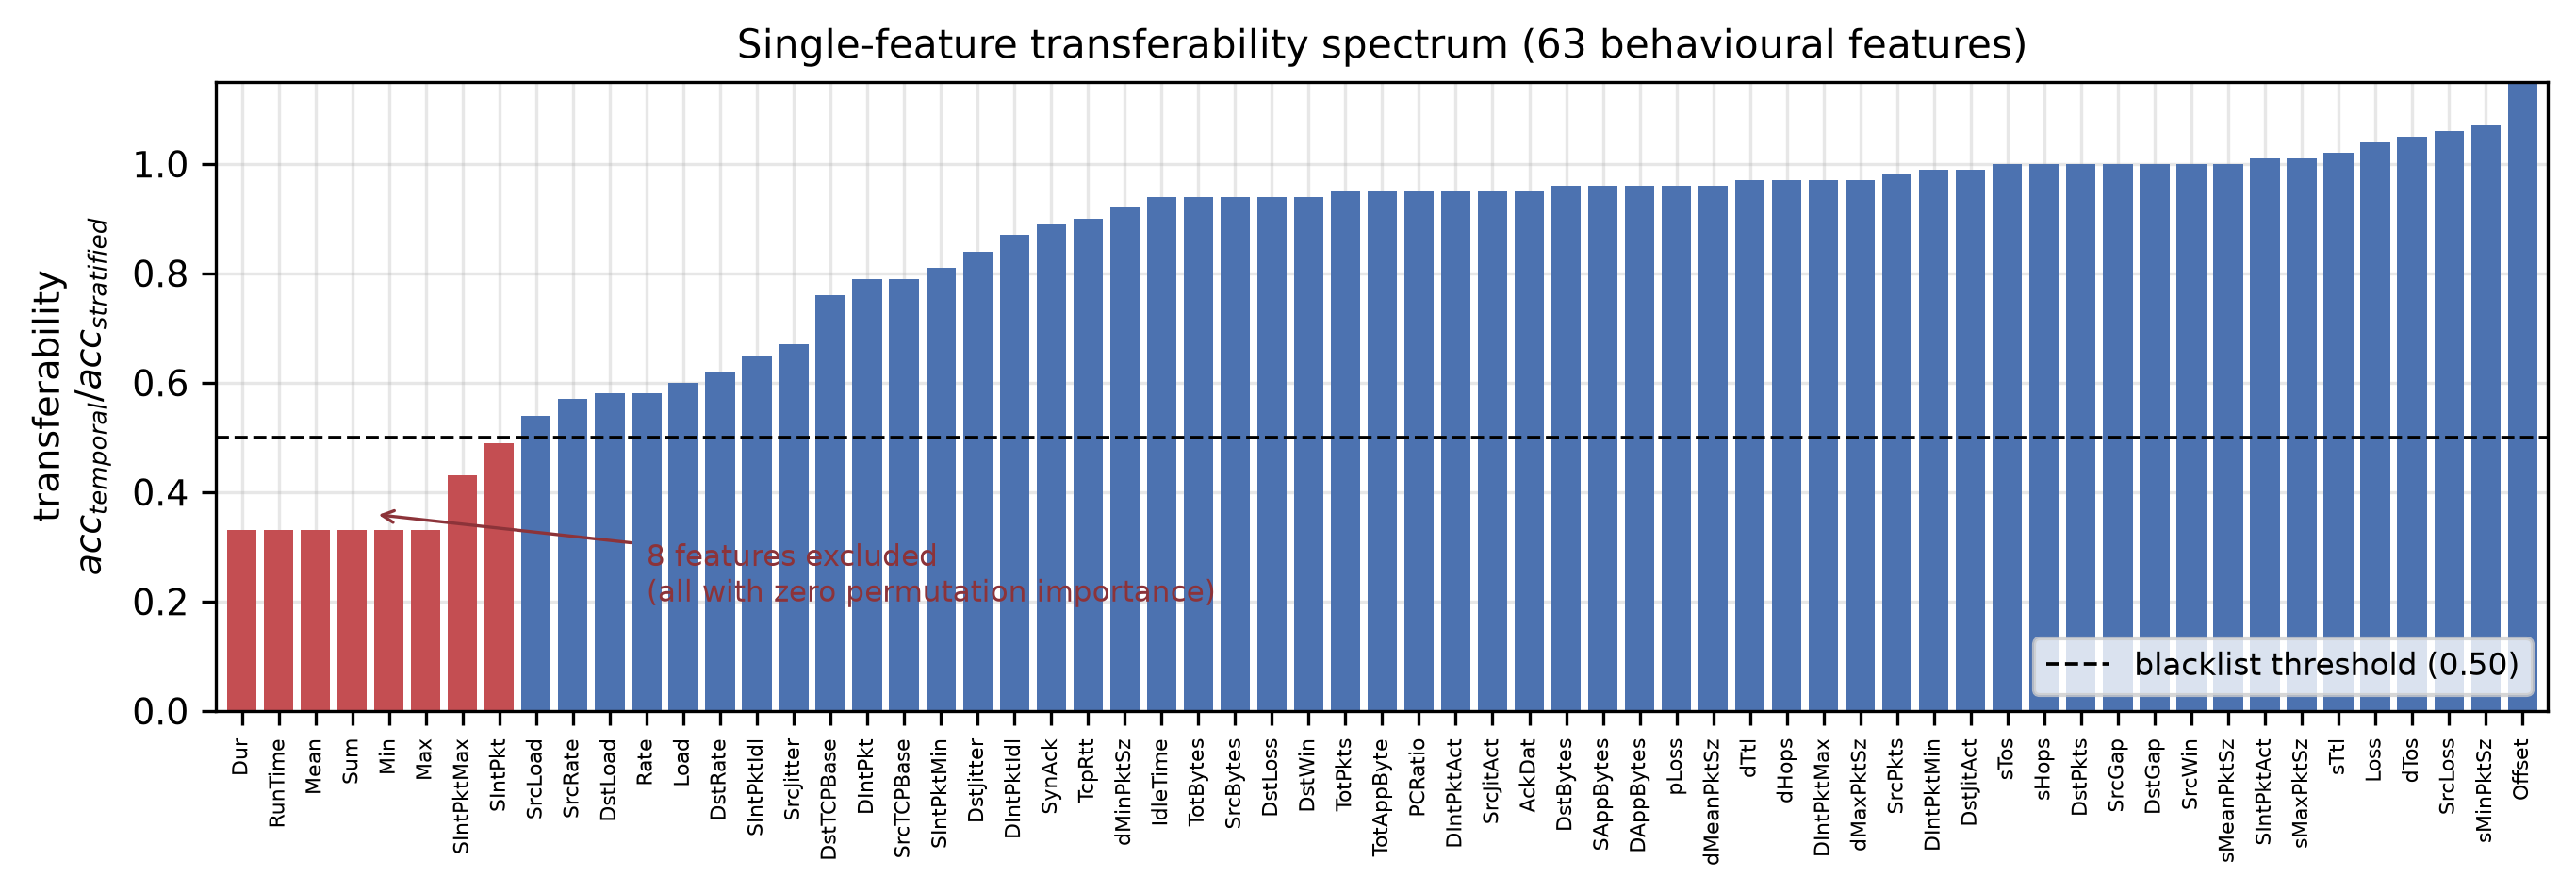 Single-feature transferability spectrum (63 behavioural features)
transferability
acc_temporal/acc_stratified
1.0
0.8
0.6
0.4
0.2
0.0
8 features excluded
(all with zero permutation importance)
blacklist threshold (0.50)
Dur
RunTime
Mean
Sum
Min
Max
SIntPktMax
SIntPkt
SrcLoad
SrcRate
DstLoad
Rate
Load
DstRate
SIntPktIdl
SrcJitter
DstTCPBase
DIntPkt
SrcTCPBase
SIntPktMin
DstJitter
DIntPktIdl
SynAck
TcpRtt
dMinPktSz
IdleTime
TotBytes
SrcBytes
DstLoss
DstWin
TotPkts
TotAppByte
PCRatio
DIntPktAct
SrcJitAct
AckDat
DstBytes
SAppBytes
DAppBytes
pLoss
dMeanPktSz
dTtl
dHops
DIntPktMax
dMaxPktSz
SrcPkts
DIntPktMin
DstJitAct
sTos
sHops
DstPkts
SrcGap
DstGap
SrcWin
sMeanPktSz
SIntPktAct
sMaxPktSz
sTtl
Loss
dTos
SrcLoss
sMinPktSz
Offset